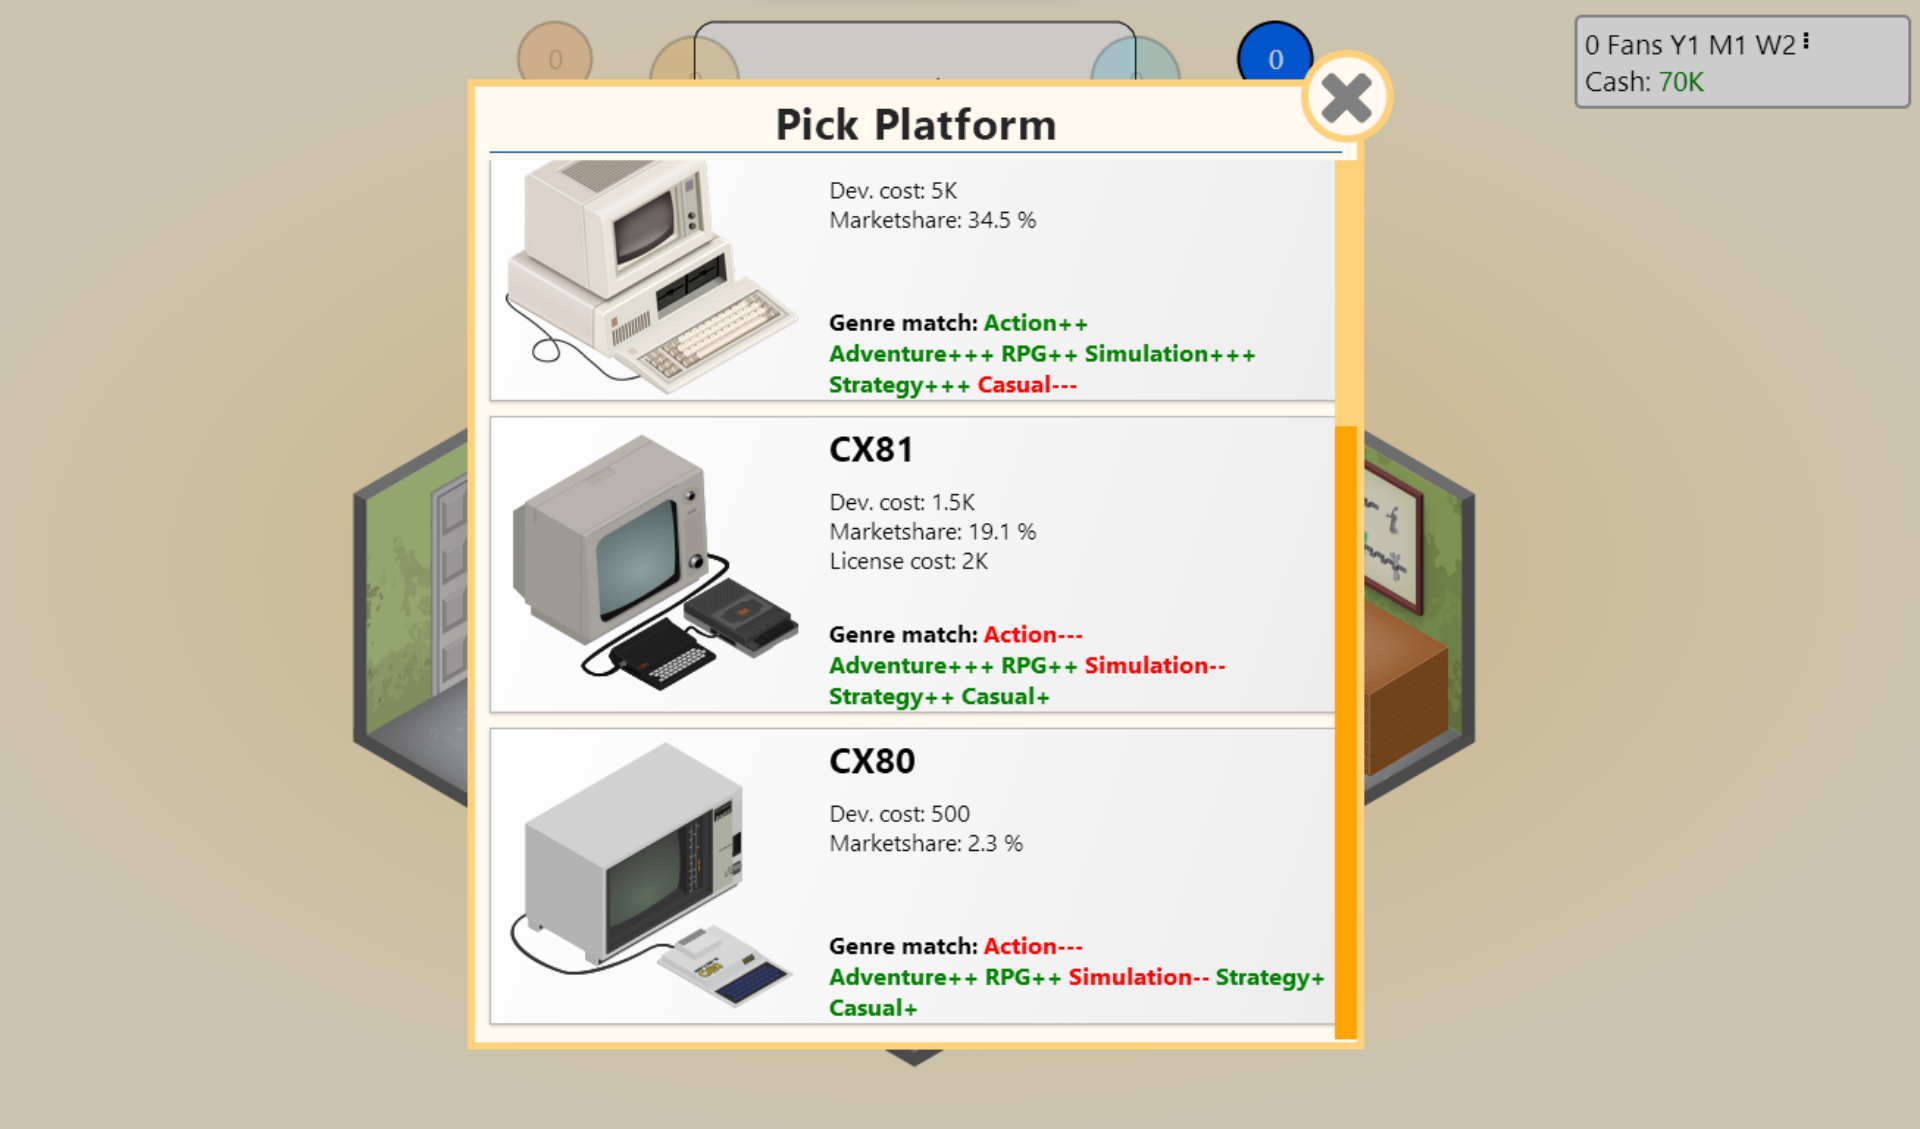 0
0
0 Fans Y1 M1 W2
Cash: 70K
Pick Platform
Dev. cost: 5K
Marketshare: 34.5 %
Genre match: Action++
Adventure+++ RPG++ Simulation+++
Strategy+++ Casual---
CX81
Dev. cost: 1.5K
Marketshare: 19.1 %
License cost: 2K
Genre match: Action---
Adventure+++ RPG++ Simulation--
Strategy++ Casual+
CX80
Dev. cost: 500
Marketshare: 2.3 %
Genre match: Action---
Adventure++ RPG++ Simulation-- Strategy+
Casual+